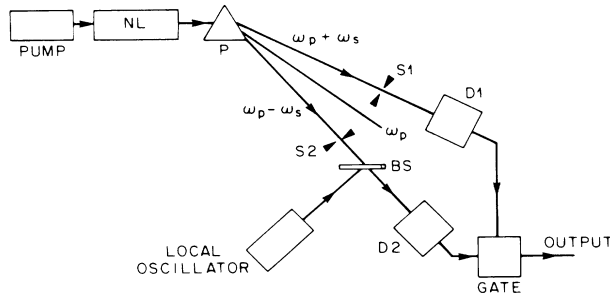 PUMP
NL
P
ωp + ωs
S1
D1
ωp − ωs
ωp
S2
BS
LOCAL
OSCILLATOR
D2
GATE
OUTPUT